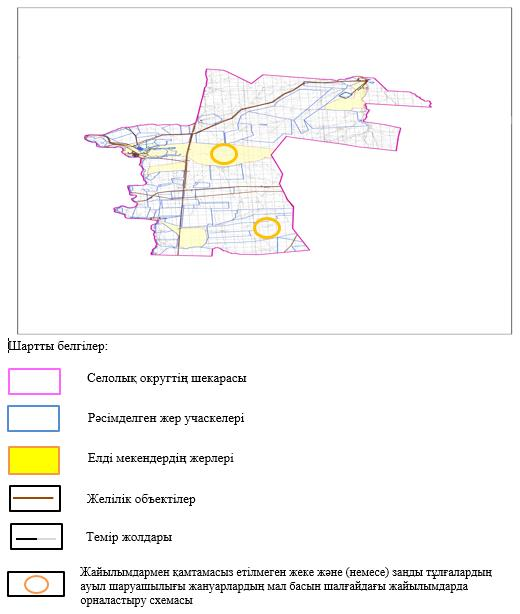 Шартты белгілер:
Селолық округтің шекарасы
Рәсімделген жер учаскелері
Елді мекендердің жерлері
Желілік объектілер
Темір жолдары
Жайылымдармен қамтамасыз етілмеген жеке және (немесе) заңды тұлғалардың
ауыл шаруашылығы жануарлардың мал басын шалғайдағы жайылымдарда
орналастыру схемасы